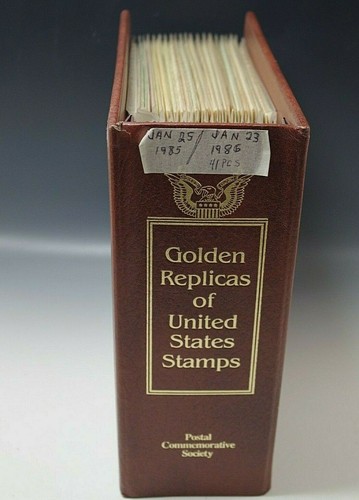 JAN 25 / JAN 23
1985 1986
41 PCS
Golden
Replicas
of
United
States
Stamps
Postal
Commemorative
Society